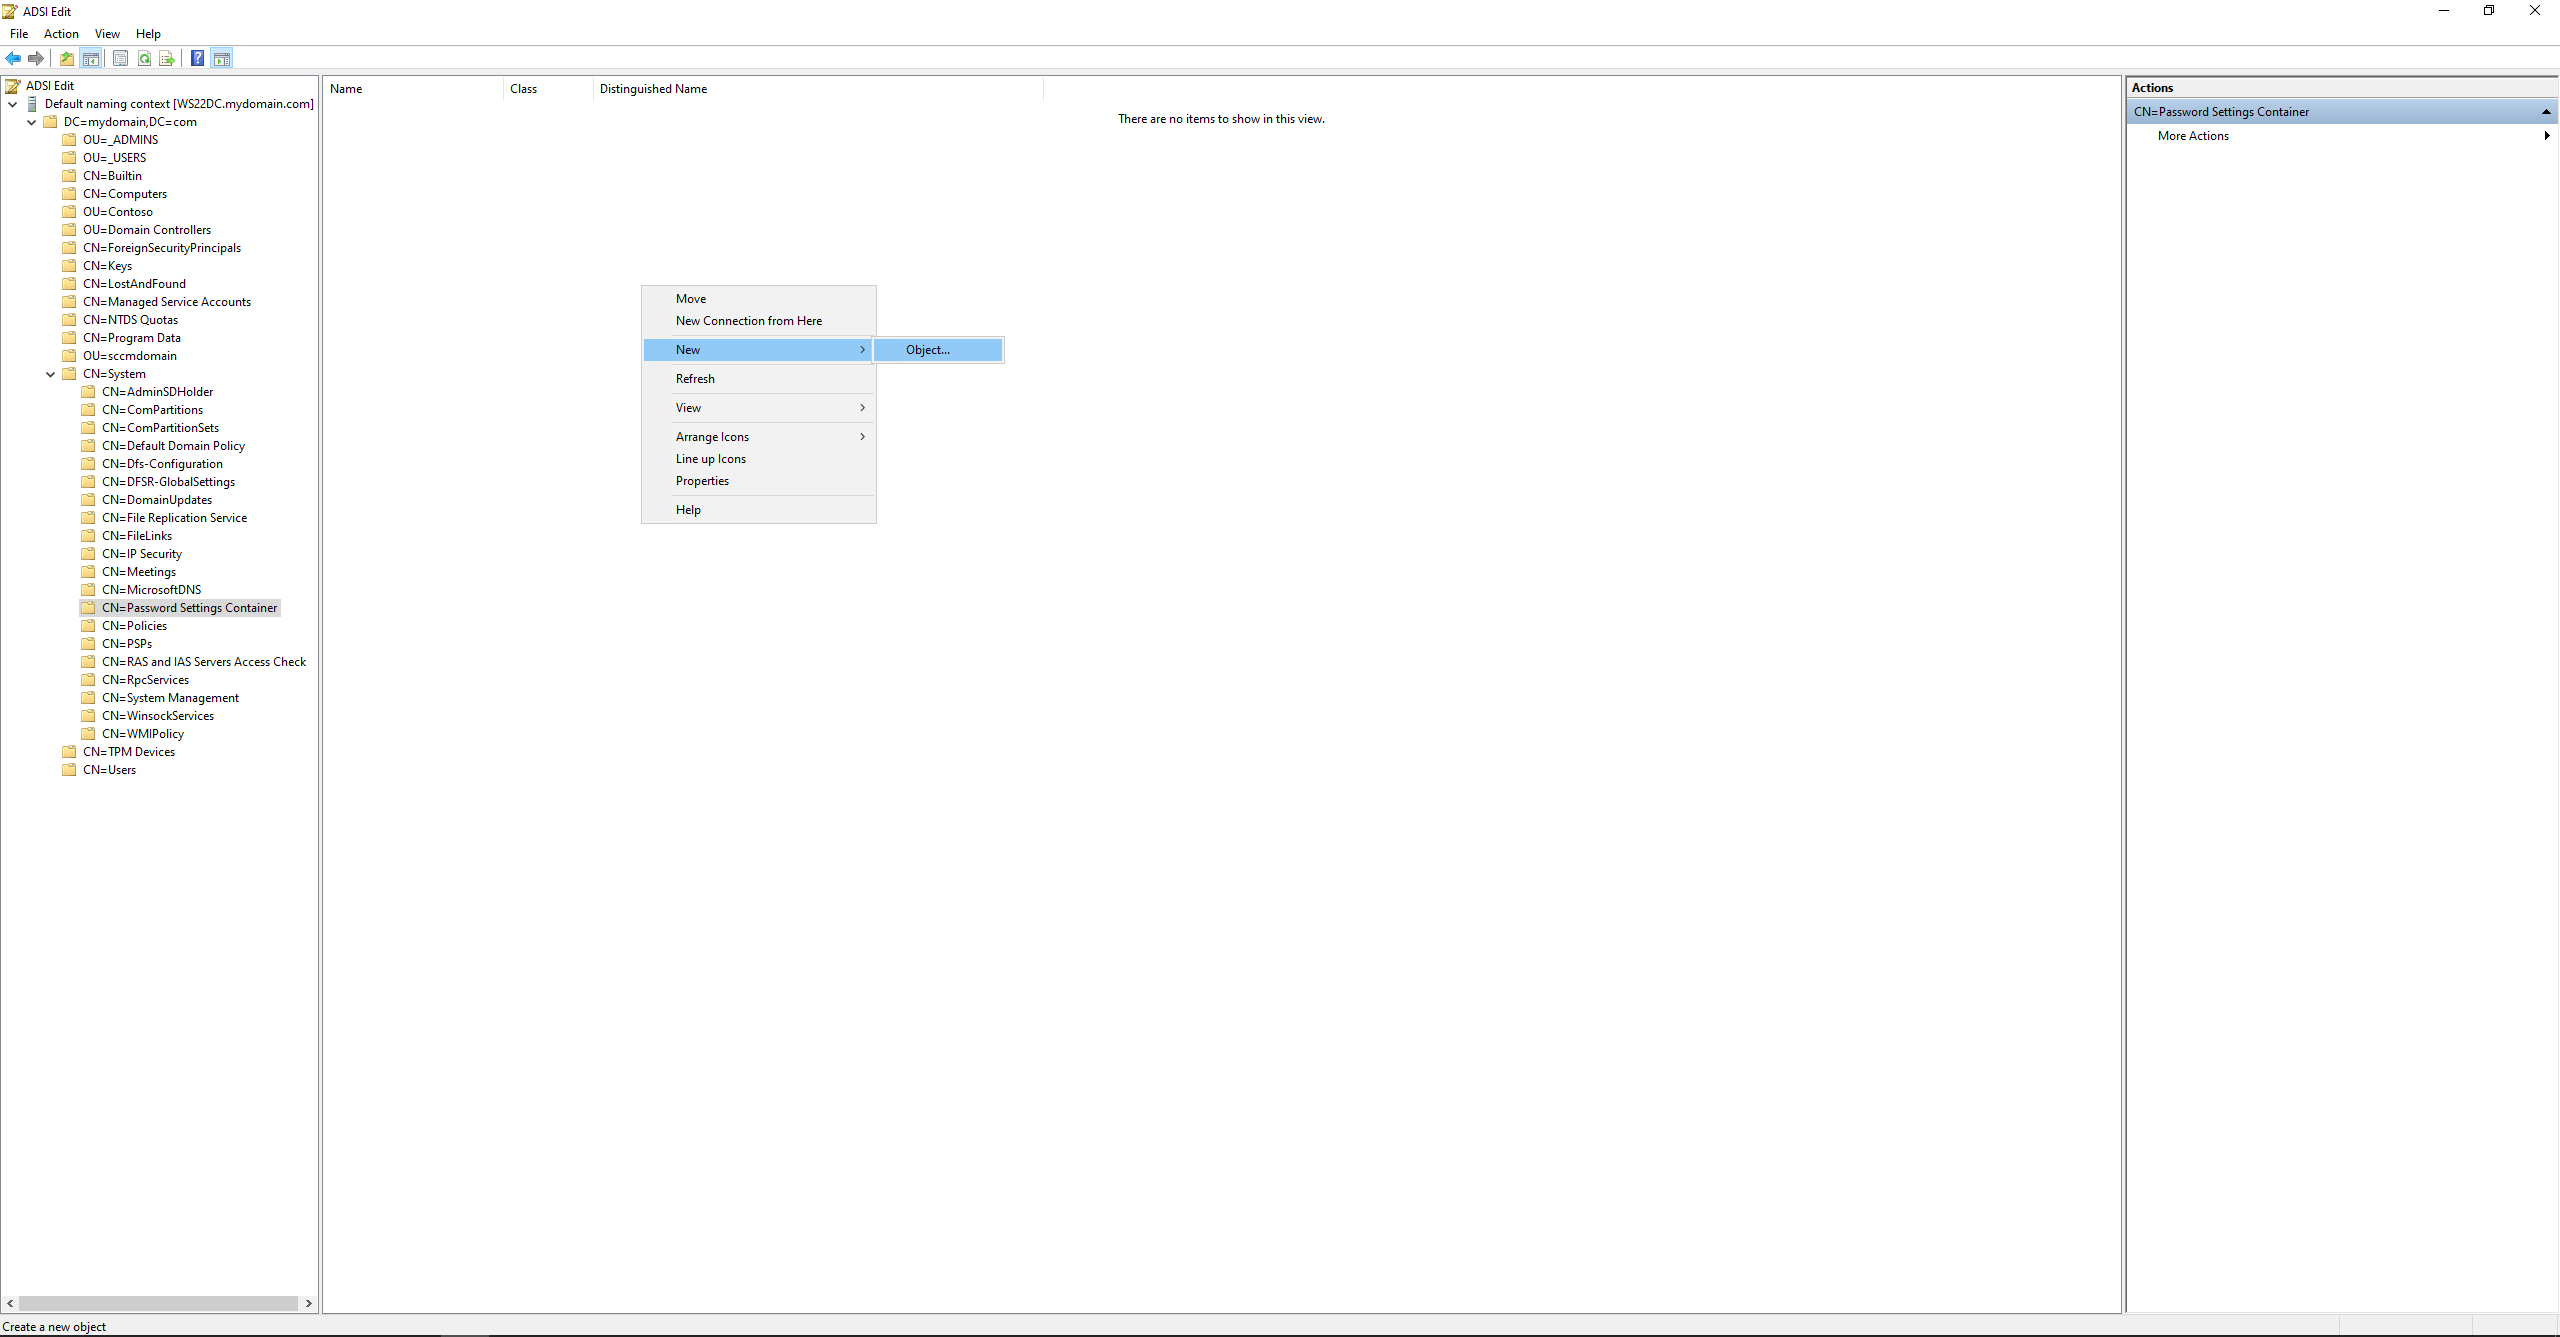 ADSI Edit
File Action View Help
ADSI Edit
Default naming context [WS22DC.mydomain.com]
DC=mydomain,DC=com
OU=_ADMINS
OU=_USERS
CN=Builtin
CN=Computers
OU=Contoso
OU=Domain Controllers
CN=ForeignSecurityPrincipals
CN=Keys
CN=LostAndFound
CN=Managed Service Accounts
CN=NTDS Quotas
CN=Program Data
OU=sccmdomain
CN=System
CN=AdminSDHolder
CN=ComPartitions
CN=ComPartitionSets
CN=Default Domain Policy
CN=Dfs-Configuration
CN=DFSR-GlobalSettings
CN=DomainUpdates
CN=File Replication Service
CN=FileLinks
CN=IP Security
CN=Meetings
CN=MicrosoftDNS
CN=Password Settings Container
CN=Policies
CN=PSPs
CN=RAS and IAS Servers Access Check
CN=RpcServices
CN=System Management
CN=WinsockServices
CN=WMIPolicy
CN=TPM Devices
CN=Users
Name Class Distinguished Name
There are no items to show in this view.
Move
New Connection from Here
New
Object...
Refresh
View
Arrange Icons
Line up Icons
Properties
Help
Actions
CN=Password Settings Container
More Actions
Create a new object